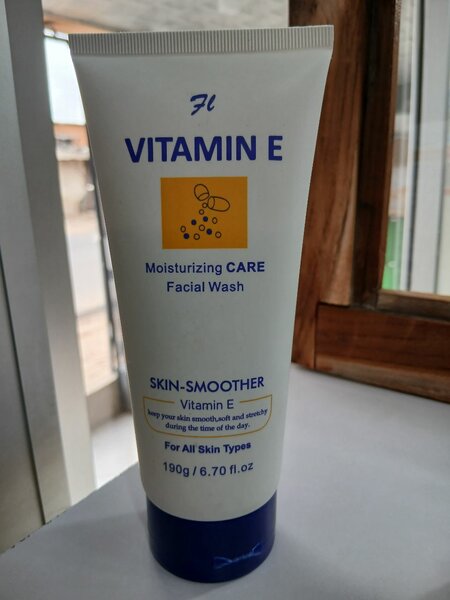 Fl
VITAMIN E
Moisturizing CARE
Facial Wash
SKIN-SMOOTHER
Vitamin E
keep your skin smooth,soft and stretchy
during the time of the day.
For All Skin Types
190g / 6.70 fl.oz